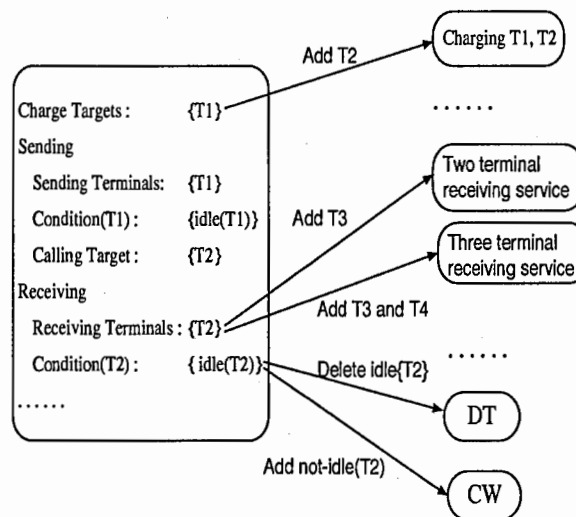 Charge Targets : {T1}
Sending
Sending Terminals: {T1}
Condition(T1) : {idle(T1)}
Calling Target : {T2}
Receiving
Receiving Terminals : {T2}
Condition(T2) : { idle(T2)}
......
Add T2
Charging T1, T2
......
Add T3
Two terminal
receiving service
Add T3 and T4
Three terminal
receiving service
......
Delete idle{T2}
DT
Add not-idle(T2)
CW